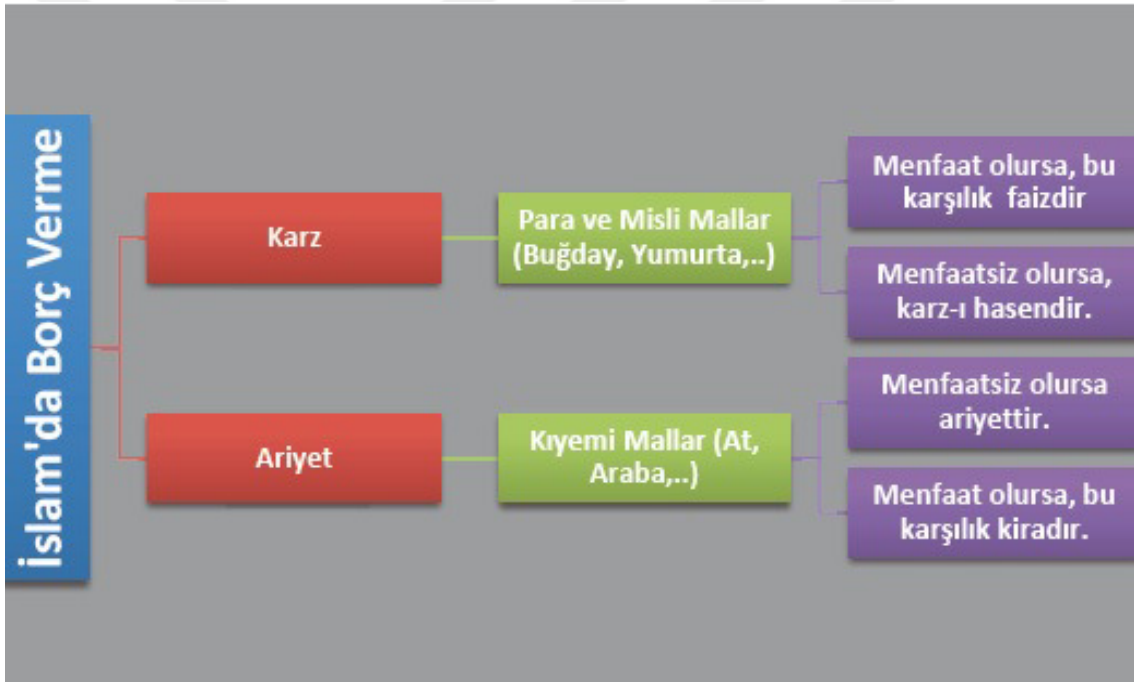 İslam'da Borç Verme
Karz
Para ve Misli Mallar
(Buğday, Yumurta,..)
Menfaat olursa, bu
karşılık faizdir
Menfaatsiz olursa,
karz-ı hasendir.
Ariyet
Kıyemi Mallar (At,
Araba,..)
Menfaatsiz olursa
ariyettir.
Menfaat olursa, bu
karşılık kiradır.